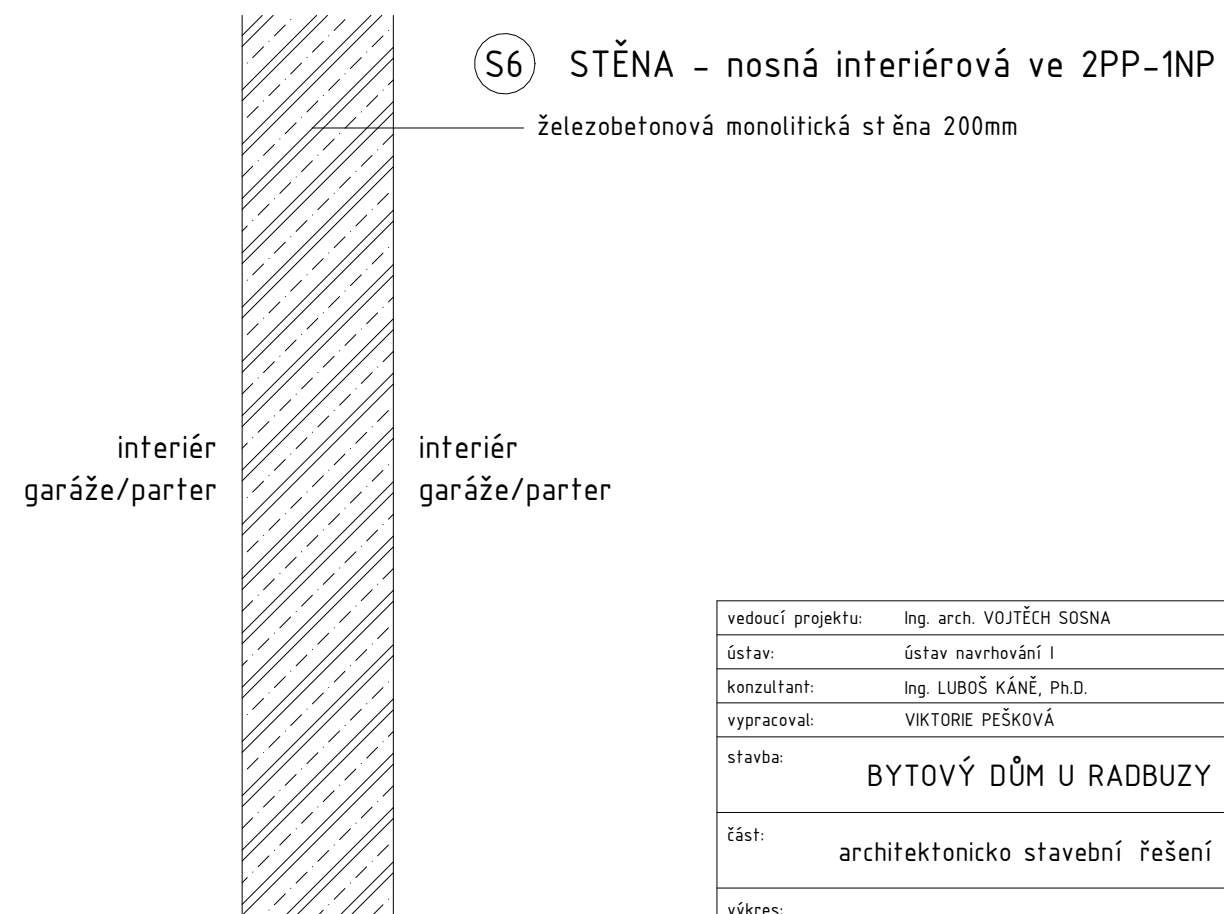 S6 STĚNA - nosná interiérová ve 2PP-1NP
železobetonová monolitická stěna 200mm
interiér
garáže/parter
interiér
garáže/parter
vedoucí projektu: Ing. arch. VOJTĚCH SOSNA
ústav: ústav navrhování I
konzultant: Ing. LUBOŠ KÁNĚ, Ph.D.
vypracoval: VIKTORIE PEŠKOVÁ
stavba: BYTOVÝ DŮM U RADBUZY
část: architektonicko stavební řešení
výkres: